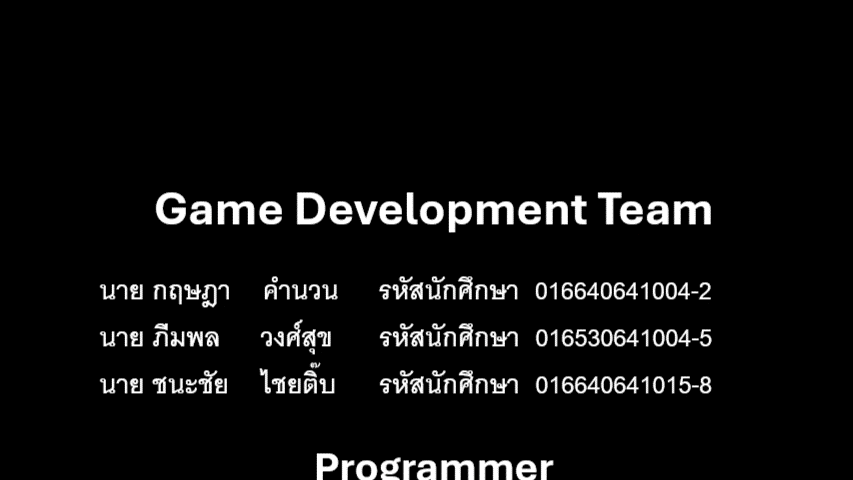 Game Development Team
นาย กฤษฎา คำนวน รหัสนักศึกษา 016640641004-2
นาย ภีมพล วงศ์สุข รหัสนักศึกษา 016530641004-5
นาย ชนะชัย ไชยติ๊บ รหัสนักศึกษา 016640641015-8
Programmer